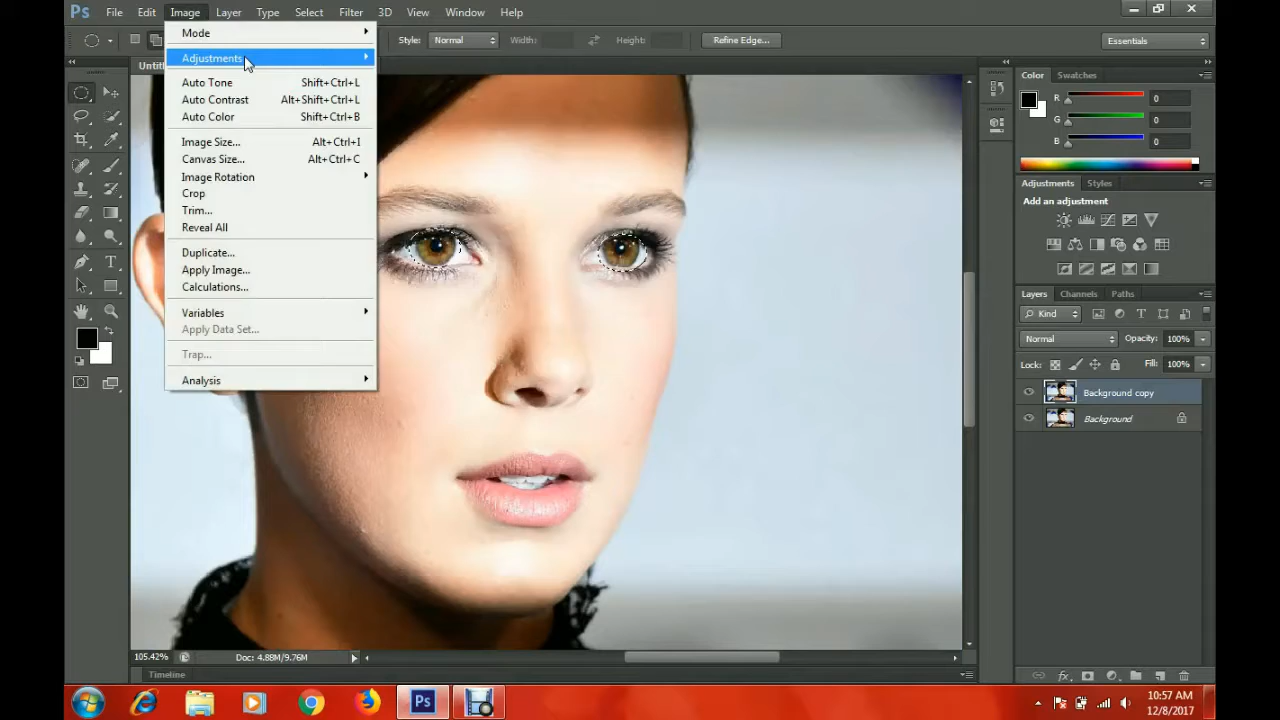 Ps File Edit Image Layer Type Select Filter 3D View Window Help
Style: Normal Width: Height: Refine Edge... Essentials
Mode
Adjustments
Auto Tone Shift+Ctrl+L
Auto Contrast Alt+Shift+Ctrl+L
Auto Color Shift+Ctrl+B
Image Size... Alt+Ctrl+I
Canvas Size... Alt+Ctrl+C
Image Rotation
Crop
Trim...
Reveal All
Duplicate...
Apply Image...
Calculations...
Variables
Apply Data Set...
Trap...
Analysis
Untitl
Color Swatches
R 0
G 0
B 0
Adjustments Styles
Add an adjustment
Layers Channels Paths
Kind
Normal Opacity: 100%
Lock: Fill: 100%
Background copy
Background
105.42% Doc: 4.88M/9.76M
Timeline
Ps
10:57 AM
12/8/2017